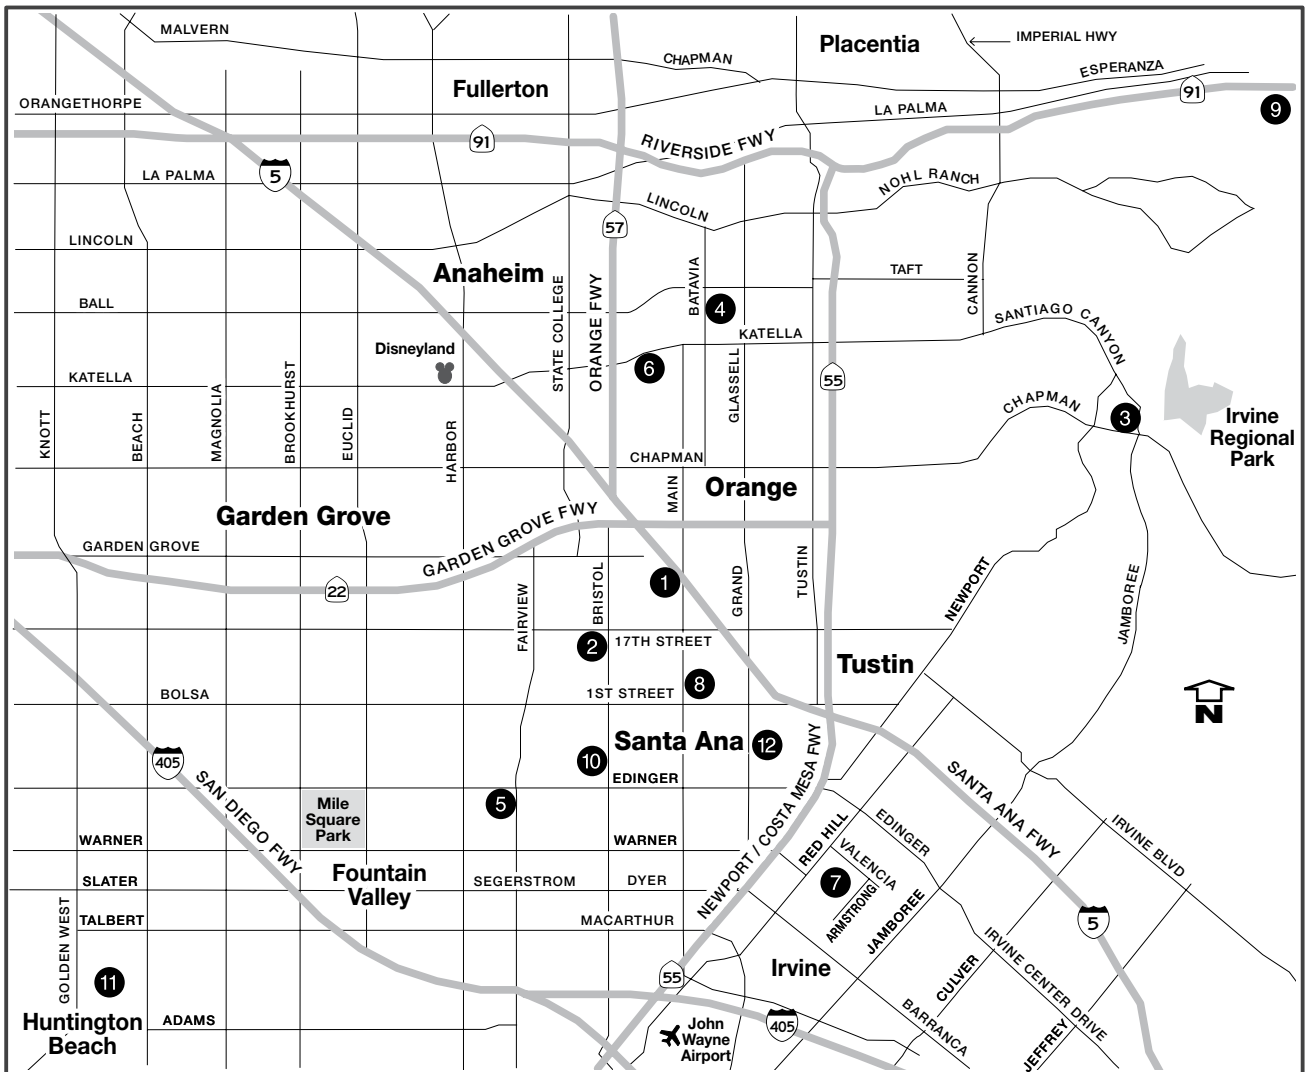 MALVERN
Placentia
IMPERIAL HWY
CHAPMAN
ESPERANZA
Fullerton
91
ORANGETHORPE
LA PALMA
9
91
RIVERSIDE FWY
5
LA PALMA
NOHL RANCH
LINCOLN
57
LINCOLN
Anaheim
TAFT
CANNON
BATAVIA
STATE COLLEGE
ORANGE FWY
BALL
4
SANTIAGO CANYON
KATELLA
Disneyland
6
KATELLA
55
GLASSELL
KNOTT
BEACH
MAGNOLIA
BROOKHURST
EUCLID
HARBOR
CHAPMAN
3
Irvine
Regional
Park
CHAPMAN
MAIN
Orange
Garden Grove
GARDEN GROVE FWY
GARDEN GROVE
22
FAIRVIEW
BRISTOL
1
GRAND
TUSTIN
NEWPORT
JAMBOREE
2
17TH STREET
Tustin
8
1ST STREET
BOLSA
N
Santa Ana
12
10
EDINGER
405
SAN DIEGO FWY
NEWPORT / COSTA MESA FWY
SANTA ANA FWY
5
Mile
Square
Park
WARNER
WARNER
RED HILL
EDINGER
VALENCIA
IRVINE BLVD
Fountain
Valley
SLATER
SEGERSTROM
DYER
7
ARMSTRONG
TALBERT
MACARTHUR
JAMBOREE
5
GOLDEN WEST
11
55
Irvine
CULVER
IRVINE CENTER DRIVE
Huntington
Beach
ADAMS
John
Wayne
Airport
405
BARRANCA
JEFFREY